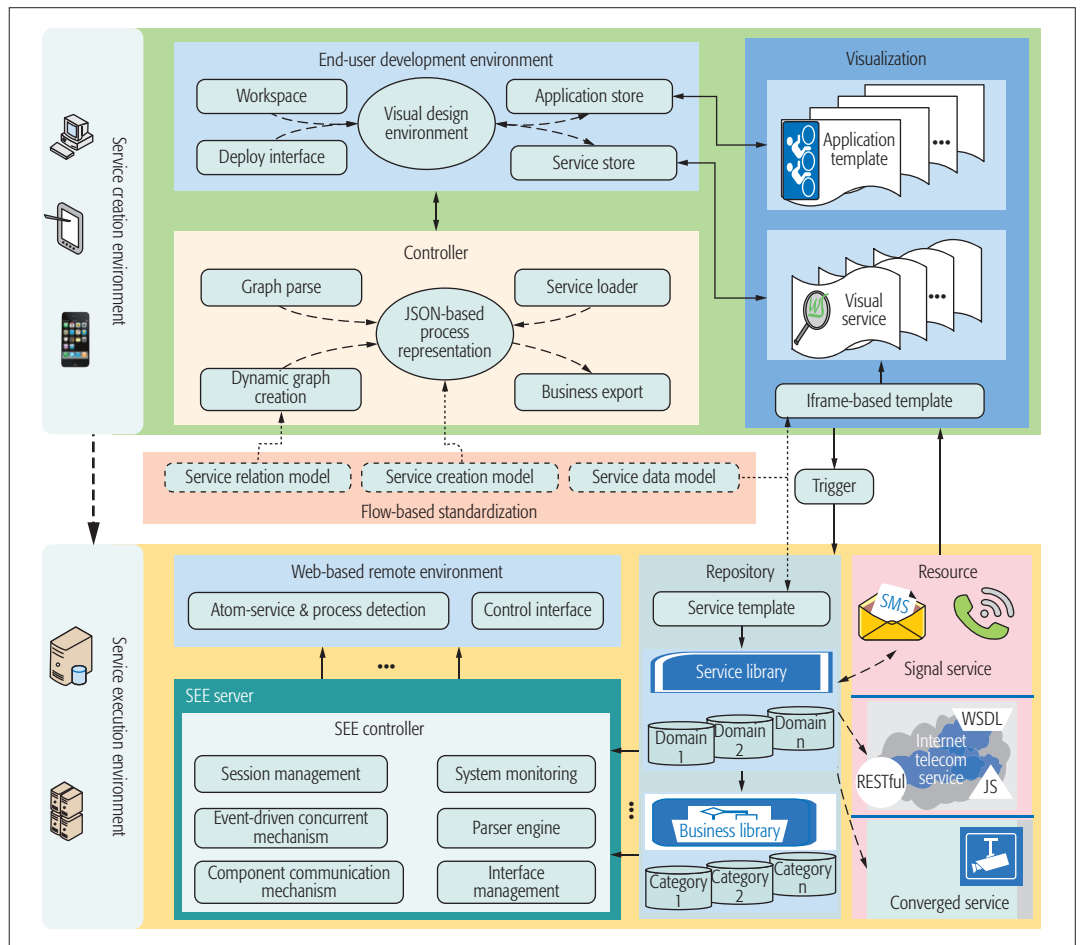 Service creation environment
End-user development environment
Workspace
Deploy interface
Visual design
environment
Application store
Service store
Visualization
Application
template
...
Visual
service
...
Iframe-based template
Controller
Graph parse
Dynamic graph
creation
JSON-based
process
representation
Service loader
Business export
Service relation model
Service creation model
Service data model
Flow-based standardization
Trigger
Service execution environment
Web-based remote environment
Atom-service & process detection
Control interface
...
SEE server
SEE controller
Session management
System monitoring
Event-driven concurrent
mechanism
Parser engine
Component communication
mechanism
Interface
management
...
Repository
Service template
Service library
Domain
1
Domain
2
Domain
n
Business library
Category
1
Category
2
Category
n
Resource
SMS
Signal service
WSDL
Internet
telecom
service
RESTful
JS
Converged service